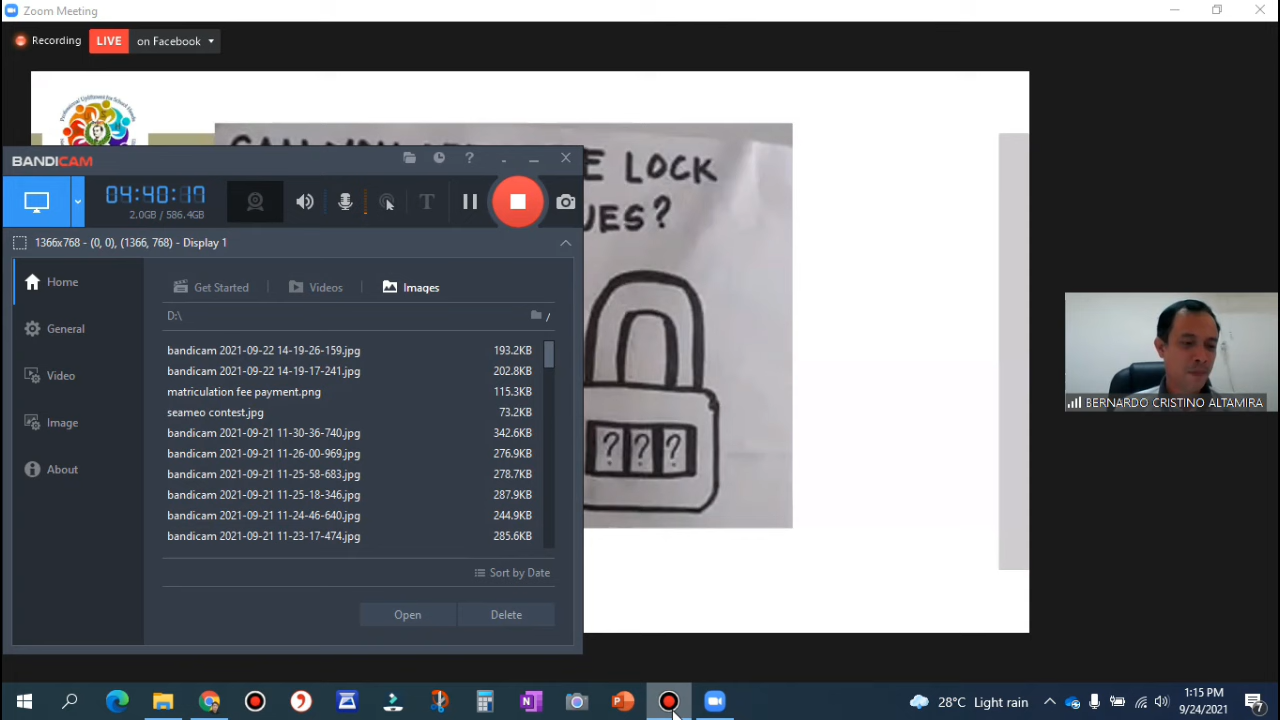 Zoom Meeting
Recording
LIVE
on Facebook
Professional Upliftment for School Heads
E LOCK
UES?
? ? ?
BANDICAM
04:40:17
2.0GB / 586.4GB
1366x768 - (0, 0), (1366, 768) - Display 1
Home
General
Video
Image
About
Get Started
Videos
Images
D:\
/
bandicam 2021-09-22 14-19-26-159.jpg 193.2KB
bandicam 2021-09-22 14-19-17-241.jpg 202.8KB
matriculation fee payment.png 115.3KB
seameo contest.jpg 73.2KB
bandicam 2021-09-21 11-30-36-740.jpg 342.6KB
bandicam 2021-09-21 11-26-00-969.jpg 276.9KB
bandicam 2021-09-21 11-25-58-683.jpg 278.7KB
bandicam 2021-09-21 11-25-18-346.jpg 287.9KB
bandicam 2021-09-21 11-24-46-640.jpg 244.9KB
bandicam 2021-09-21 11-23-17-474.jpg 285.6KB
Sort by Date
Open
Delete
BERNARDO CRISTINO ALTAMIRA
28°C Light rain
1:15 PM
9/24/2021
7